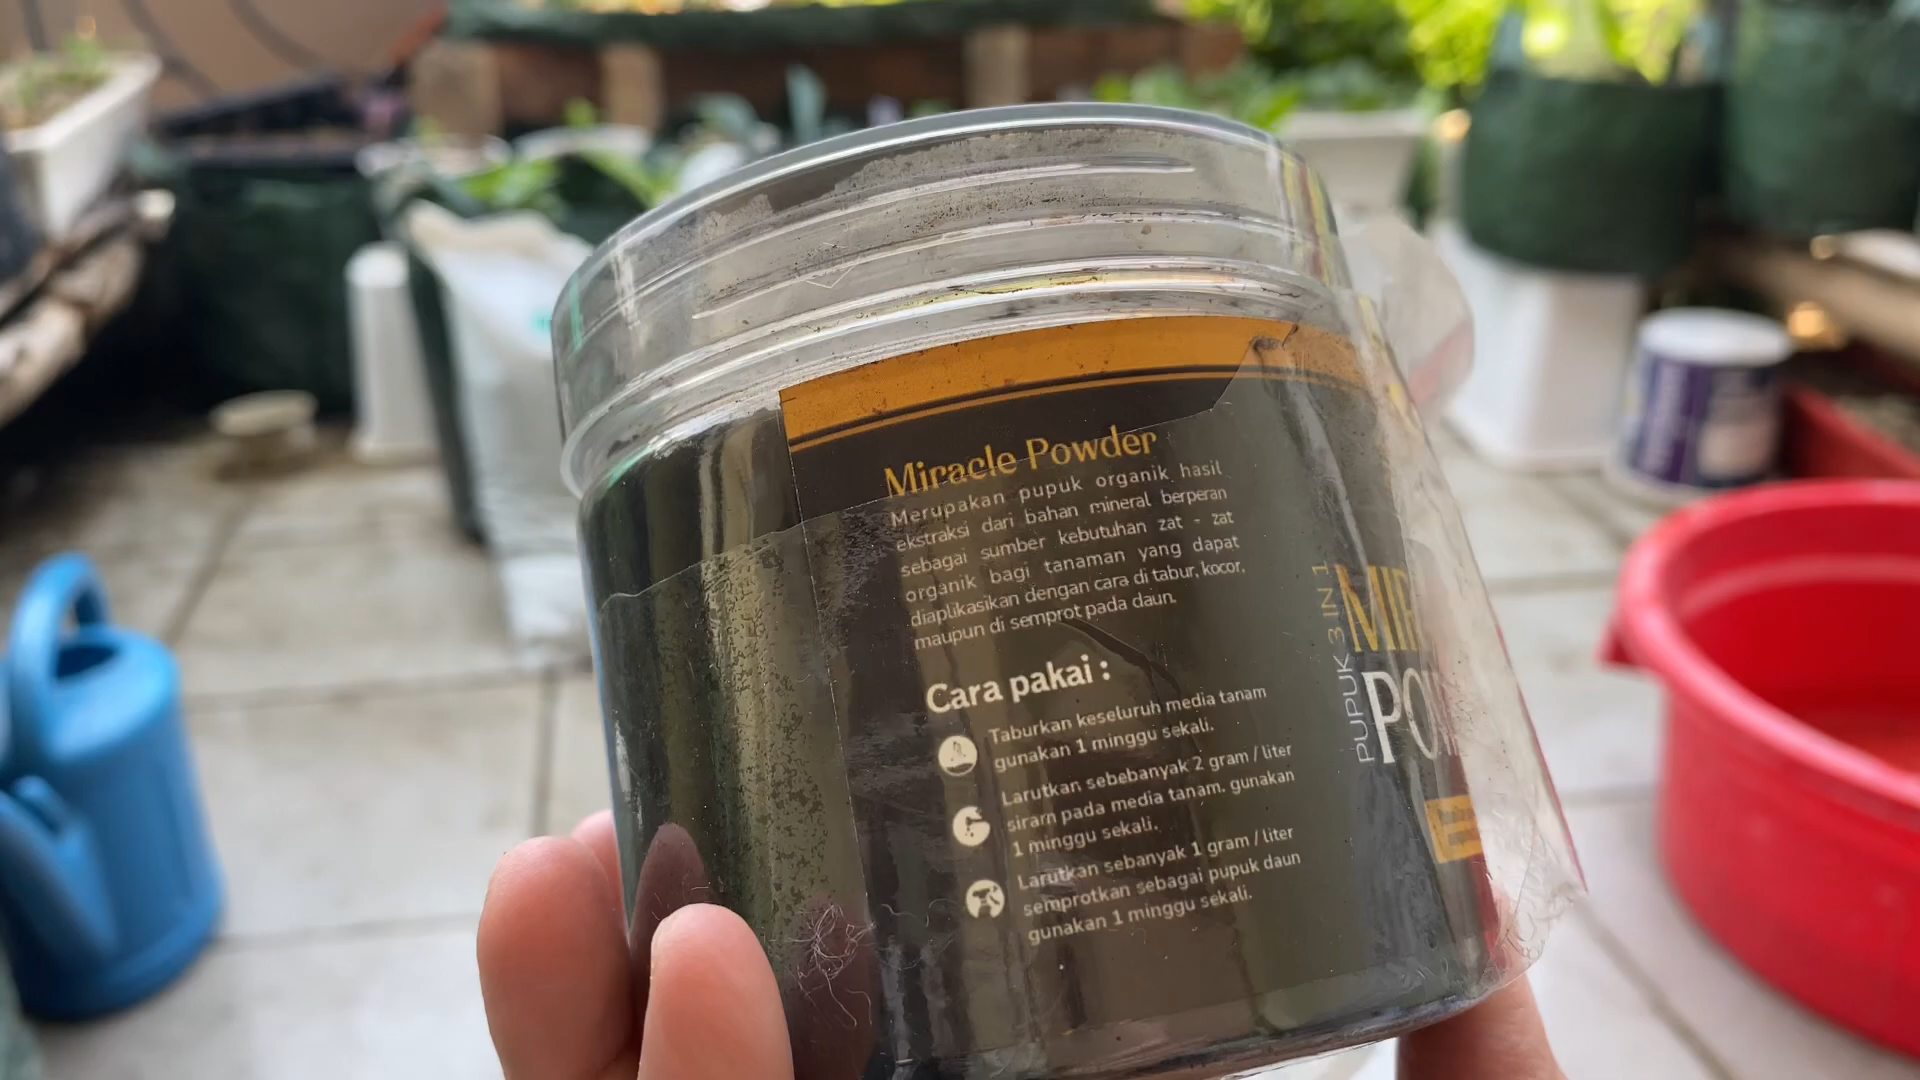 Miracle Powder
Merupakan pupuk organik hasil
ekstraksi dari bahan mineral berperan
sebagai sumber kebutuhan zat - zat
organik bagi tanaman yang dapat
diaplikasikan dengan cara di tabur, kocor,
maupun di semprot pada daun.
Cara pakai :
Taburkan keseluruh media tanam
gunakan 1 minggu sekali.
Larutkan sebebanyak 2 gram / liter
siram pada media tanam. gunakan
1 minggu sekali.
Larutkan sebanyak 1 gram / liter
semprotkan sebagai pupuk daun
gunakan 1 minggu sekali.
PUPUK 3 IN 1
MIR
POW